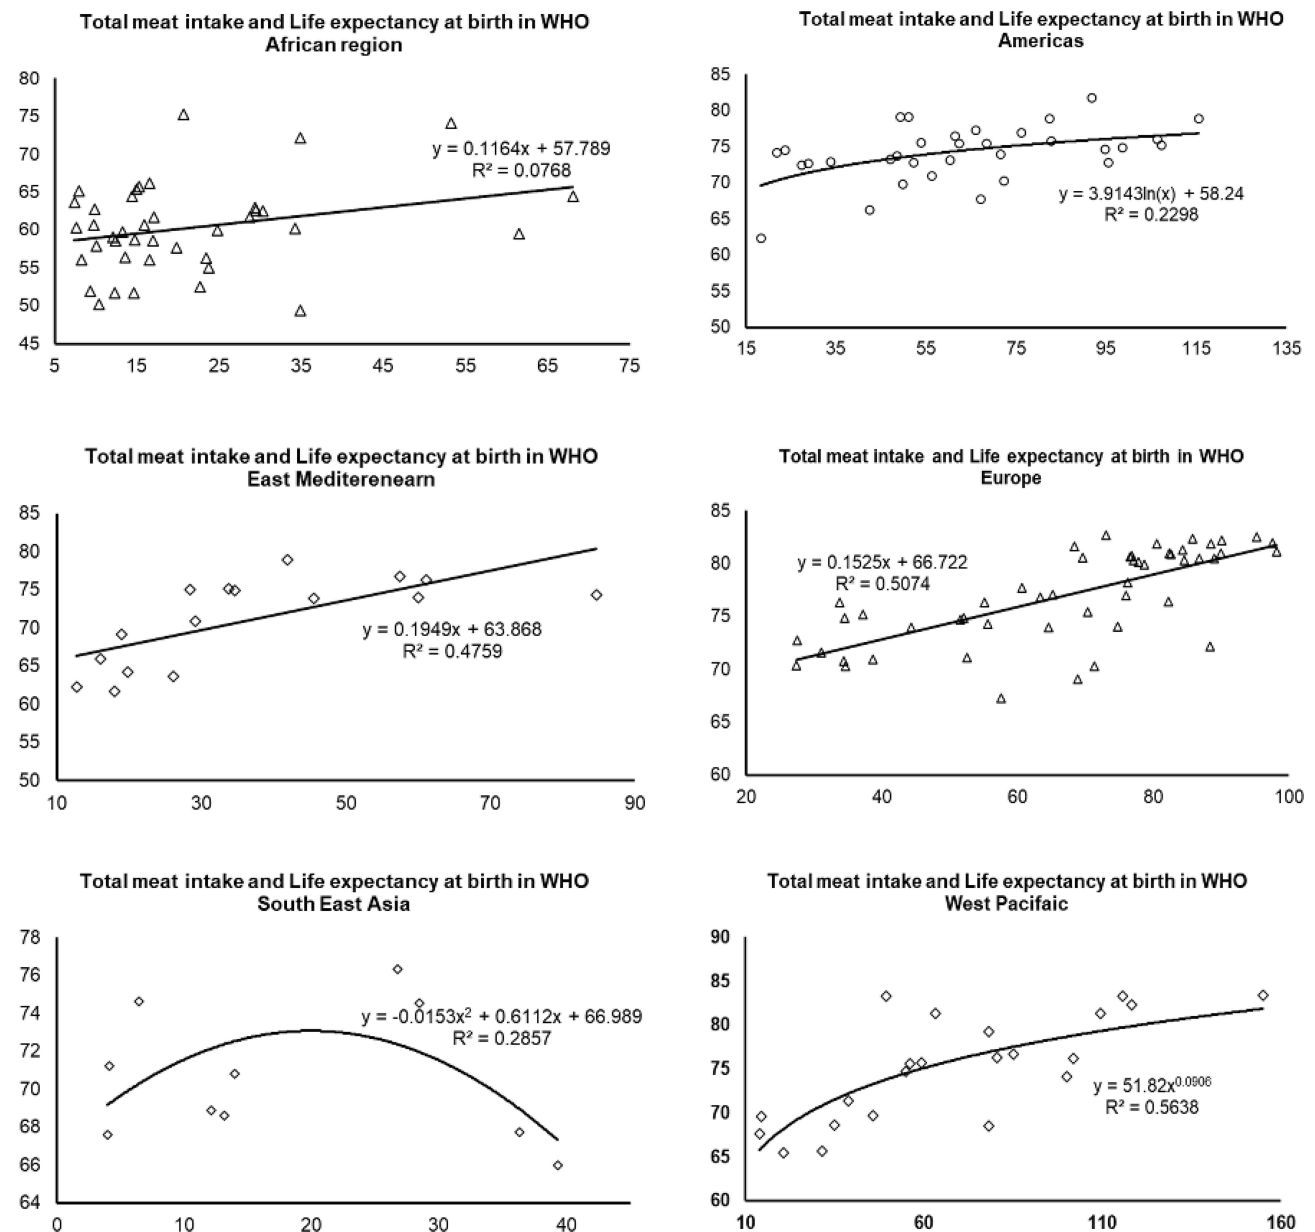 Total meat intake and Life expectancy at birth in WHO
African region
80
75
70
65
60
55
50
45
5 15 25 35 45 55 65 75
y = 0.1164x + 57.789
R² = 0.0768
Total meat intake and Life expectancy at birth in WHO
Americas
85
80
75
70
65
60
55
50
15 35 55 75 95 115 135
y = 3.9143ln(x) + 58.24
R² = 0.2298
Total meat intake and Life expectancy at birth in WHO
East Mediterenearn
85
80
75
70
65
60
55
50
10 30 50 70 90
y = 0.1949x + 63.868
R² = 0.4759
Total meat intake and Life expectancy at birth in WHO
Europe
85
80
75
70
65
60
20 40 60 80 100
y = 0.1525x + 66.722
R² = 0.5074
Total meat intake and Life expectancy at birth in WHO
South East Asia
78
76
74
72
70
68
66
64
0 10 20 30 40
y = -0.0153x² + 0.6112x + 66.989
R² = 0.2857
Total meat intake and Life expectancy at birth in WHO
West Pacifaic
90
85
80
75
70
65
60
10 60 110 160
y = 51.82x^0.0906
R² = 0.5638